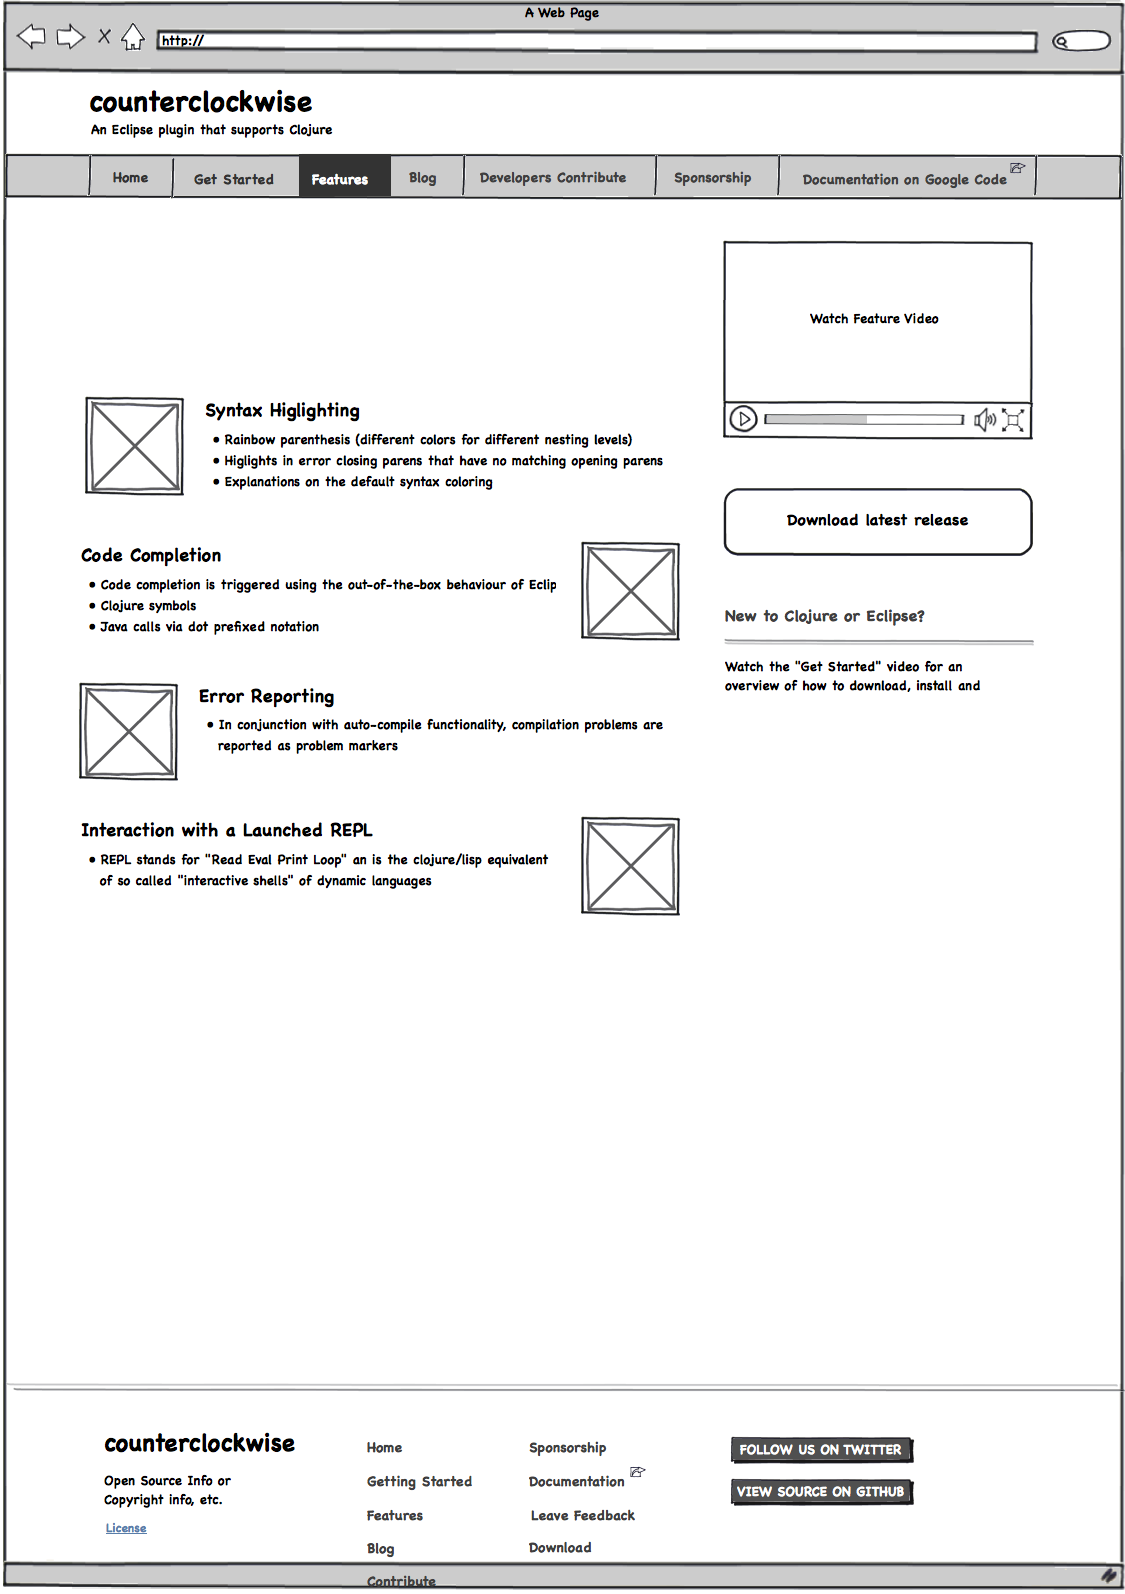 A Web Page
http://
counterclockwise
An Eclipse plugin that supports Clojure
Home
Get Started
Features
Blog
Developers Contribute
Sponsorship
Documentation on Google Code
Watch Feature Video
Syntax Higlighting
• Rainbow parenthesis (different colors for different nesting levels)
• Higlights in error closing parens that have no matching opening parens
• Explanations on the default syntax coloring
Download latest release
Code Completion
• Code completion is triggered using the out-of-the-box behaviour of Eclip
• Clojure symbols
• Java calls via dot prefixed notation
New to Clojure or Eclipse?
Watch the "Get Started" video for an
overview of how to download, install and
Error Reporting
• In conjunction with auto-compile functionality, compilation problems are
reported as problem markers
Interaction with a Launched REPL
• REPL stands for "Read Eval Print Loop" an is the clojure/lisp equivalent
of so called "interactive shells" of dynamic languages
counterclockwise
Open Source Info or
Copyright info, etc.
License
Home
Getting Started
Features
Blog
Contribute
Sponsorship
Documentation
Leave Feedback
Download
FOLLOW US ON TWITTER
VIEW SOURCE ON GITHUB